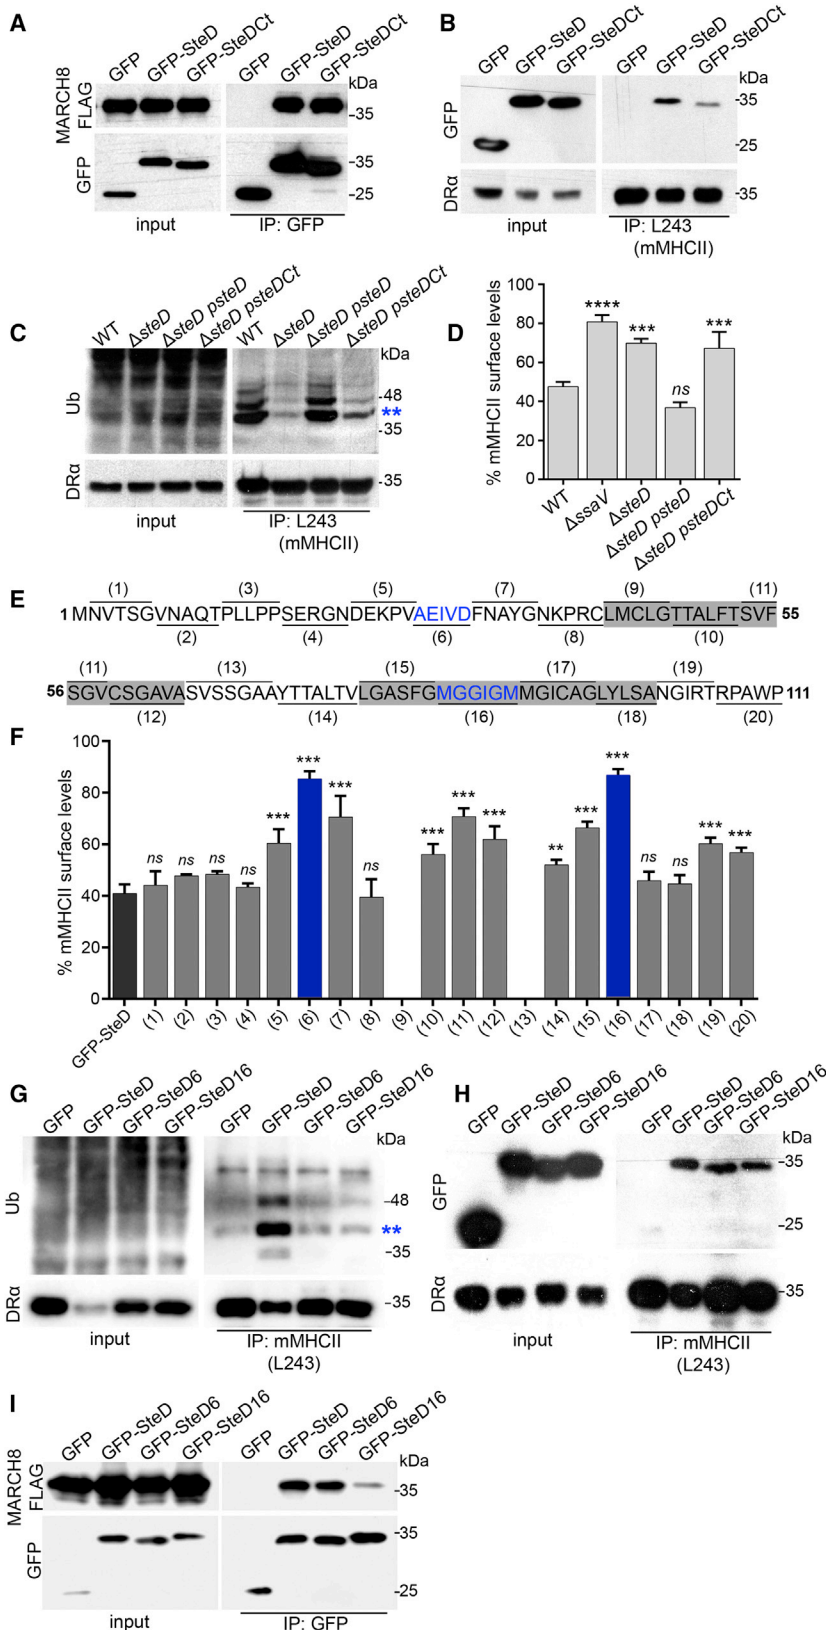 A
GFP
GFP-SteD
GFP-SteDCt
GFP
GFP-SteD
GFP-SteDCt
kDa
MARCH8
FLAG
-35
GFP
-35
-25
input
IP: GFP
B
GFP
GFP-SteD
GFP-SteDCt
GFP
GFP-SteD
GFP-SteDCt
kDa
GFP
-35
-25
DRα
-35
input
IP: L243
(mMHCII)
C
WT
ΔsteD
ΔsteD psteD
ΔsteD psteDCt
WT
ΔsteD
ΔsteD psteD
ΔsteD psteDCt
kDa
Ub
-48
**
-35
DRα
-35
input
IP: L243
(mMHCII)
D
% mMHCII surface levels
100
80
60
40
20
0
****
***
ns
***
WT
ΔssaV
ΔsteD
ΔsteD psteD
ΔsteD psteDCt
E
(1) (3) (5) (7) (9) (11)
1 MNVTSGVNAQTPLLPPSERGNDEKPVAEIVDFNAYGNKPRCLMCLGTTALFTSVF 55
(2) (4) (6) (8) (10)
(11) (13) (15) (17) (19)
56 SGVCSGAVASVSSGAAYTTALTVLGASFGMGGIGMMGICAGLYLSANGIRTRPAWP 111
(12) (14) (16) (18) (20)
F
% mMHCII surface levels
100
80
60
40
20
0
ns ns ns ns *** *** *** ns *** *** *** ** *** *** ns ns *** ***
GFP-SteD (1) (2) (3) (4) (5) (6) (7) (8) (9) (10) (11) (12) (13) (14) (15) (16) (17) (18) (19) (20)
G
GFP
GFP-SteD
GFP-SteD6
GFP-SteD16
GFP
GFP-SteD
GFP-SteD6
GFP-SteD16
kDa
Ub
-48
**
-35
DRα
-35
input
IP: mMHCII
(L243)
H
GFP
GFP-SteD
GFP-SteD6
GFP-SteD16
GFP
GFP-SteD
GFP-SteD6
GFP-SteD16
kDa
GFP
-35
-25
DRα
-35
input
IP: mMHCII
(L243)
I
GFP
GFP-SteD
GFP-SteD6
GFP-SteD16
GFP
GFP-SteD
GFP-SteD6
GFP-SteD16
kDa
MARCH8
FLAG
-35
GFP
-35
-25
input
IP: GFP